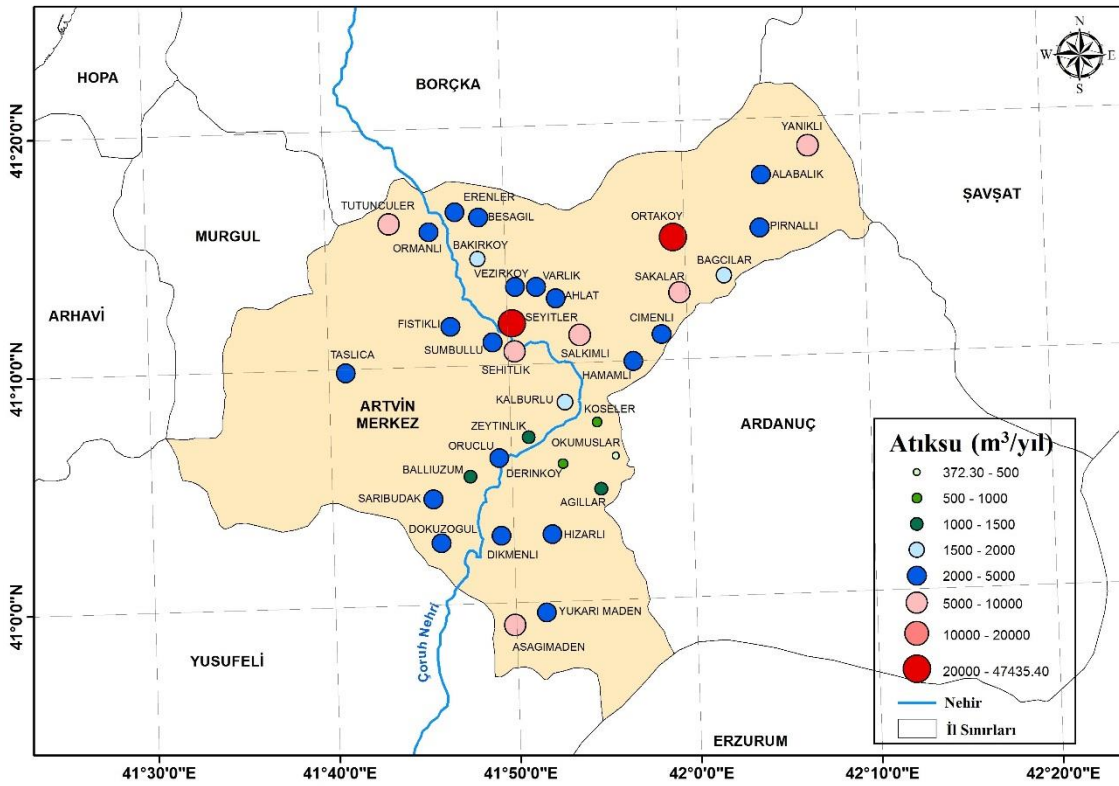 N
W
E
S
HOPA
BORÇKA
41°20'0"N
YANIKLI
ALABALIK
ŞAVŞAT
ERENLER
TUTUNCULER
BESAGIL
ORTAKOY
PIRNALLI
MURGUL
ORMANLI
BAKIRKOY
BAGCILAR
VEZIRKOY
VARLIK
SAKALAR
AHLAT
ARHAVİ
FISTIKLI
SEYITLER
CIMENLI
SUMBULLU
SALKIMLI
TASLICA
SEHITLIK
HAMAMLI
41°10'0"N
KALBURLU
KOSELER
ARTVİN
MERKEZ
ZEYTINLIK
ARDANUÇ
ORUCLU
OKUMUSLAR
BALLIUZUM
DERINKOY
SARIBUDAK
AGILLAR
DOKUZOGUL
DIKMENLI
HIZARLI
41°0'0"N
YUKARI MADEN
ASAGIMADEN
Çoruh Nehri
YUSUFELİ
ERZURUM
Atıksu (m³/yıl)
372.30 - 500
500 - 1000
1000 - 1500
1500 - 2000
2000 - 5000
5000 - 10000
10000 - 20000
20000 - 47435.40
Nehir
İl Sınırları
41°30'0"E
41°40'0"E
41°50'0"E
42°0'0"E
42°10'0"E
42°20'0"E